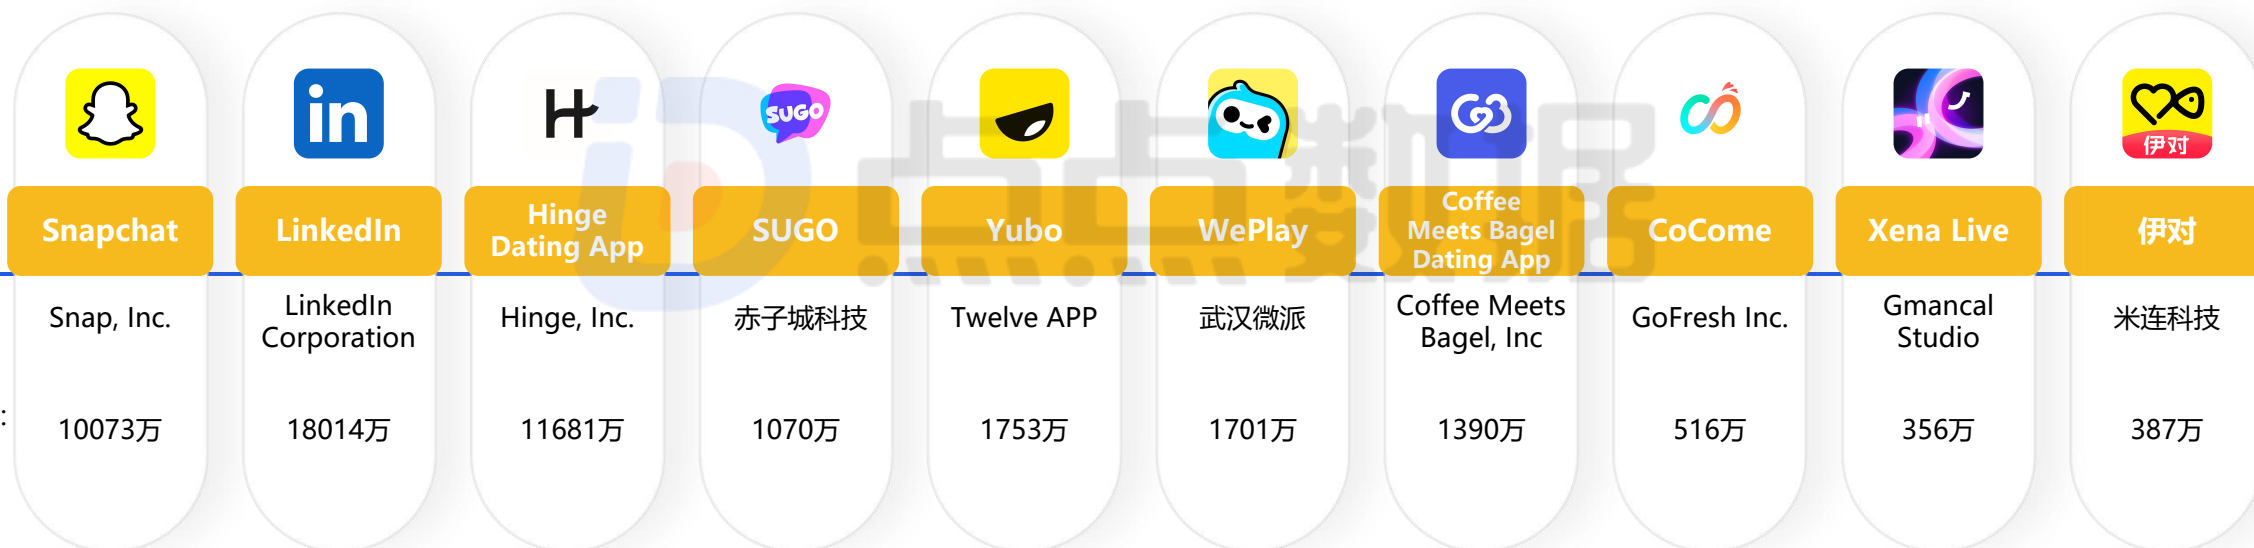 in
SUGO
伊对
点点数据
Snapchat
LinkedIn
Hinge
Dating App
SUGO
Yubo
WePlay
Coffee
Meets Bagel
Dating App
CoCome
Xena Live
伊对
Snap, Inc.
LinkedIn
Corporation
Hinge, Inc.
赤子城科技
Twelve APP
武汉微派
Coffee Meets
Bagel, Inc
GoFresh Inc.
Gmancal
Studio
米连科技
:
10073万
18014万
11681万
1070万
1753万
1701万
1390万
516万
356万
387万